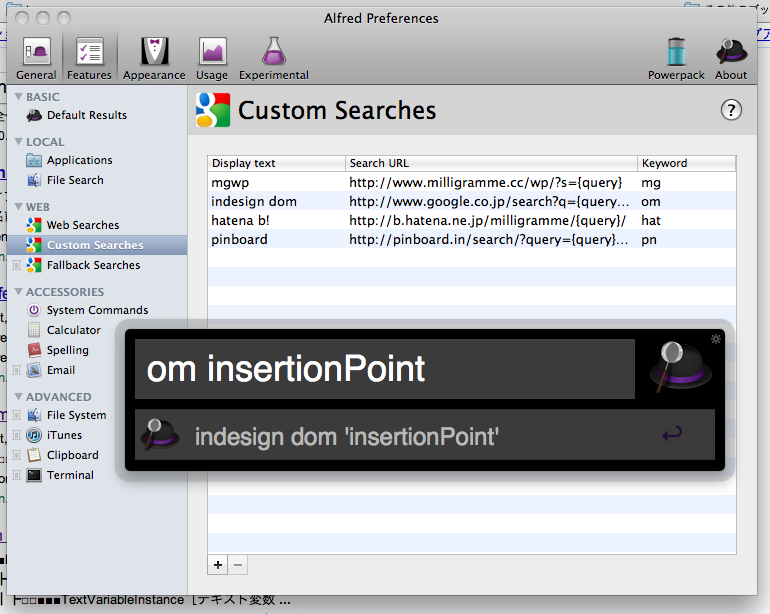 Alfred Preferences
General Features Appearance Usage Experimental Powerpack About
BASIC
Default Results
LOCAL
Applications
File Search
WEB
Web Searches
Custom Searches
Fallback Searches
ACCESSORIES
System Commands
Calculator
Spelling
Email
ADVANCED
File System
iTunes
Clipboard
Terminal
Custom Searches
?
Display text Search URL Keyword
mgwp http://www.milligramme.cc/wp/?s={query} mg
indesign dom http://www.google.co.jp/search?q={query... om
hatena b! http://b.hatena.ne.jp/milligramme/{query}/ hat
pinboard http://pinboard.in/search/?query={query}... pn
om insertionPoint
indesign dom 'insertionPoint'
+ −
├□□■■■TextVariableInstance [テキスト変数 ...